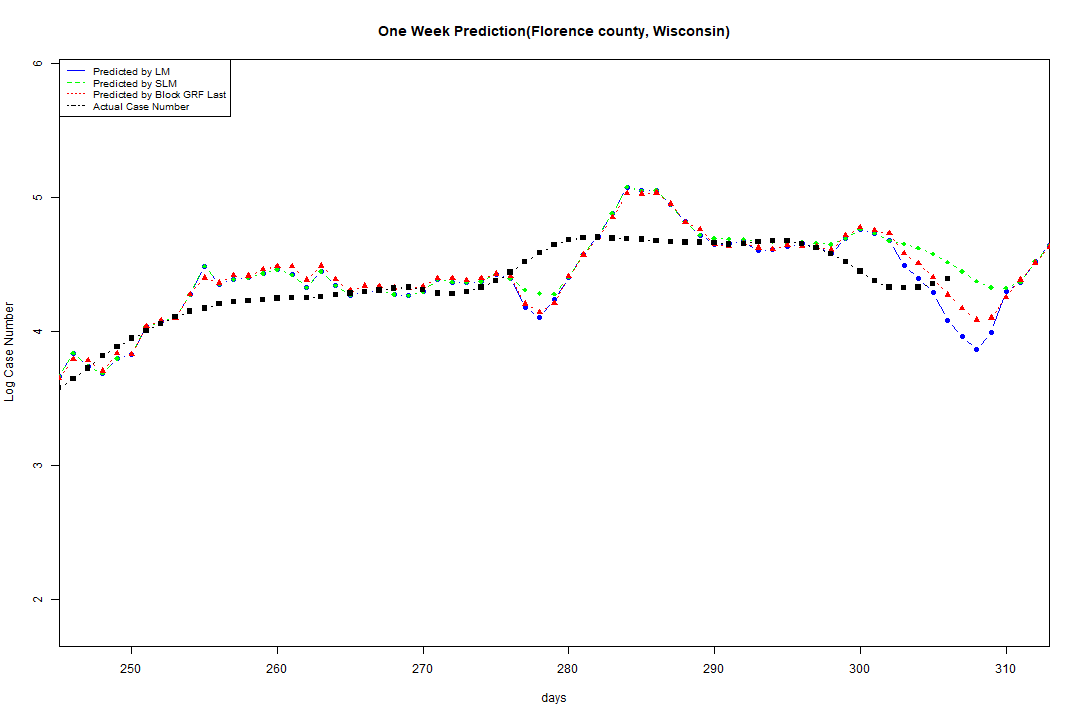 One Week Prediction(Florence county, Wisconsin)
Predicted by LM
Predicted by SLM
Predicted by Block GRF Last
Actual Case Number
6
5
4
3
2
Log Case Number
250 260 270 280 290 300 310
days